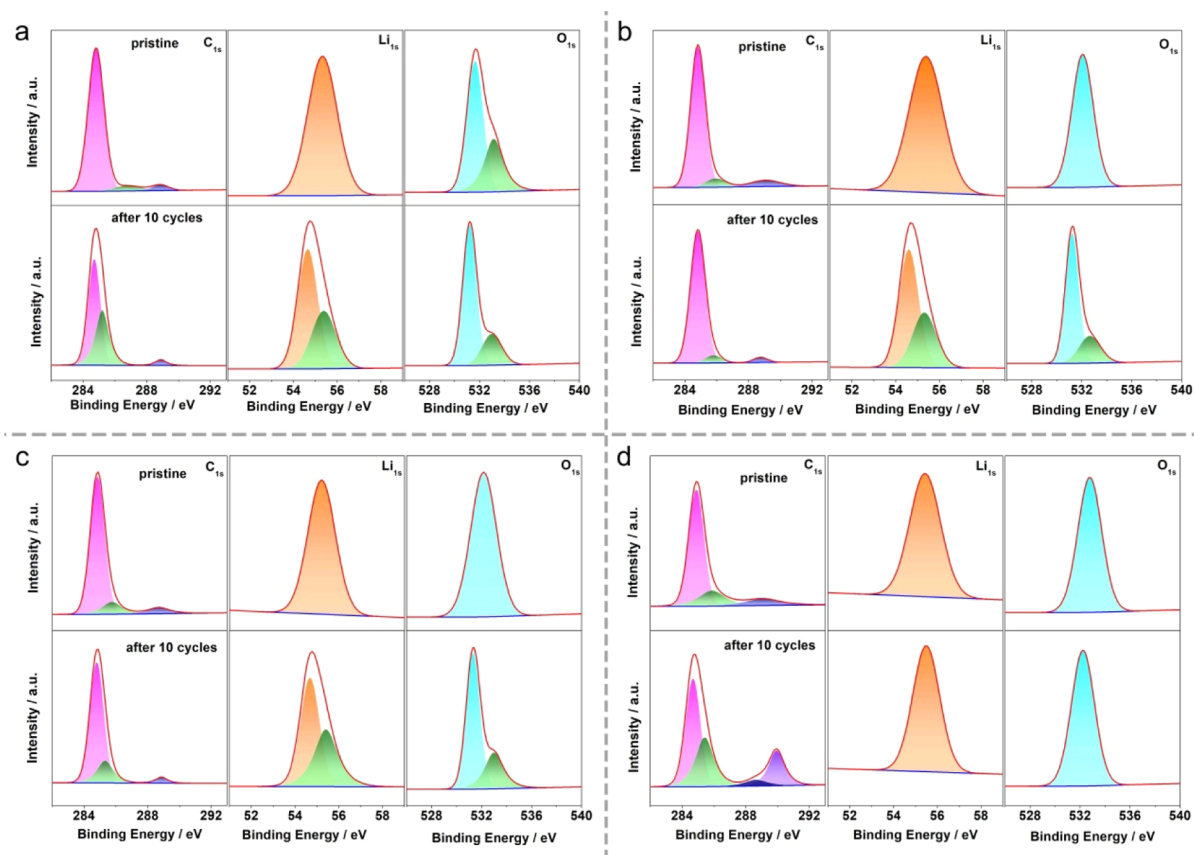 a
pristine C1s
Li1s
O1s
Intensity / a.u.
after 10 cycles
Intensity / a.u.
284 288 292
52 54 56 58
528 532 536 540
Binding Energy / eV
Binding Energy / eV
Binding Energy / eV
b
pristine C1s
Li1s
O1s
Intensity / a.u.
after 10 cycles
Intensity / a.u.
284 288 292
52 54 56 58
528 532 536 540
Binding Energy / eV
Binding Energy / eV
Binding Energy / eV
c
pristine C1s
Li1s
O1s
Intensity / a.u.
after 10 cycles
Intensity / a.u.
284 288 292
52 54 56 58
528 532 536 540
Binding Energy / eV
Binding Energy / eV
Binding Energy / eV
d
pristine C1s
Li1s
O1s
Intensity / a.u.
after 10 cycles
Intensity / a.u.
284 288 292
52 54 56 58
528 532 536 540
Binding Energy / eV
Binding Energy / eV
Binding Energy / eV